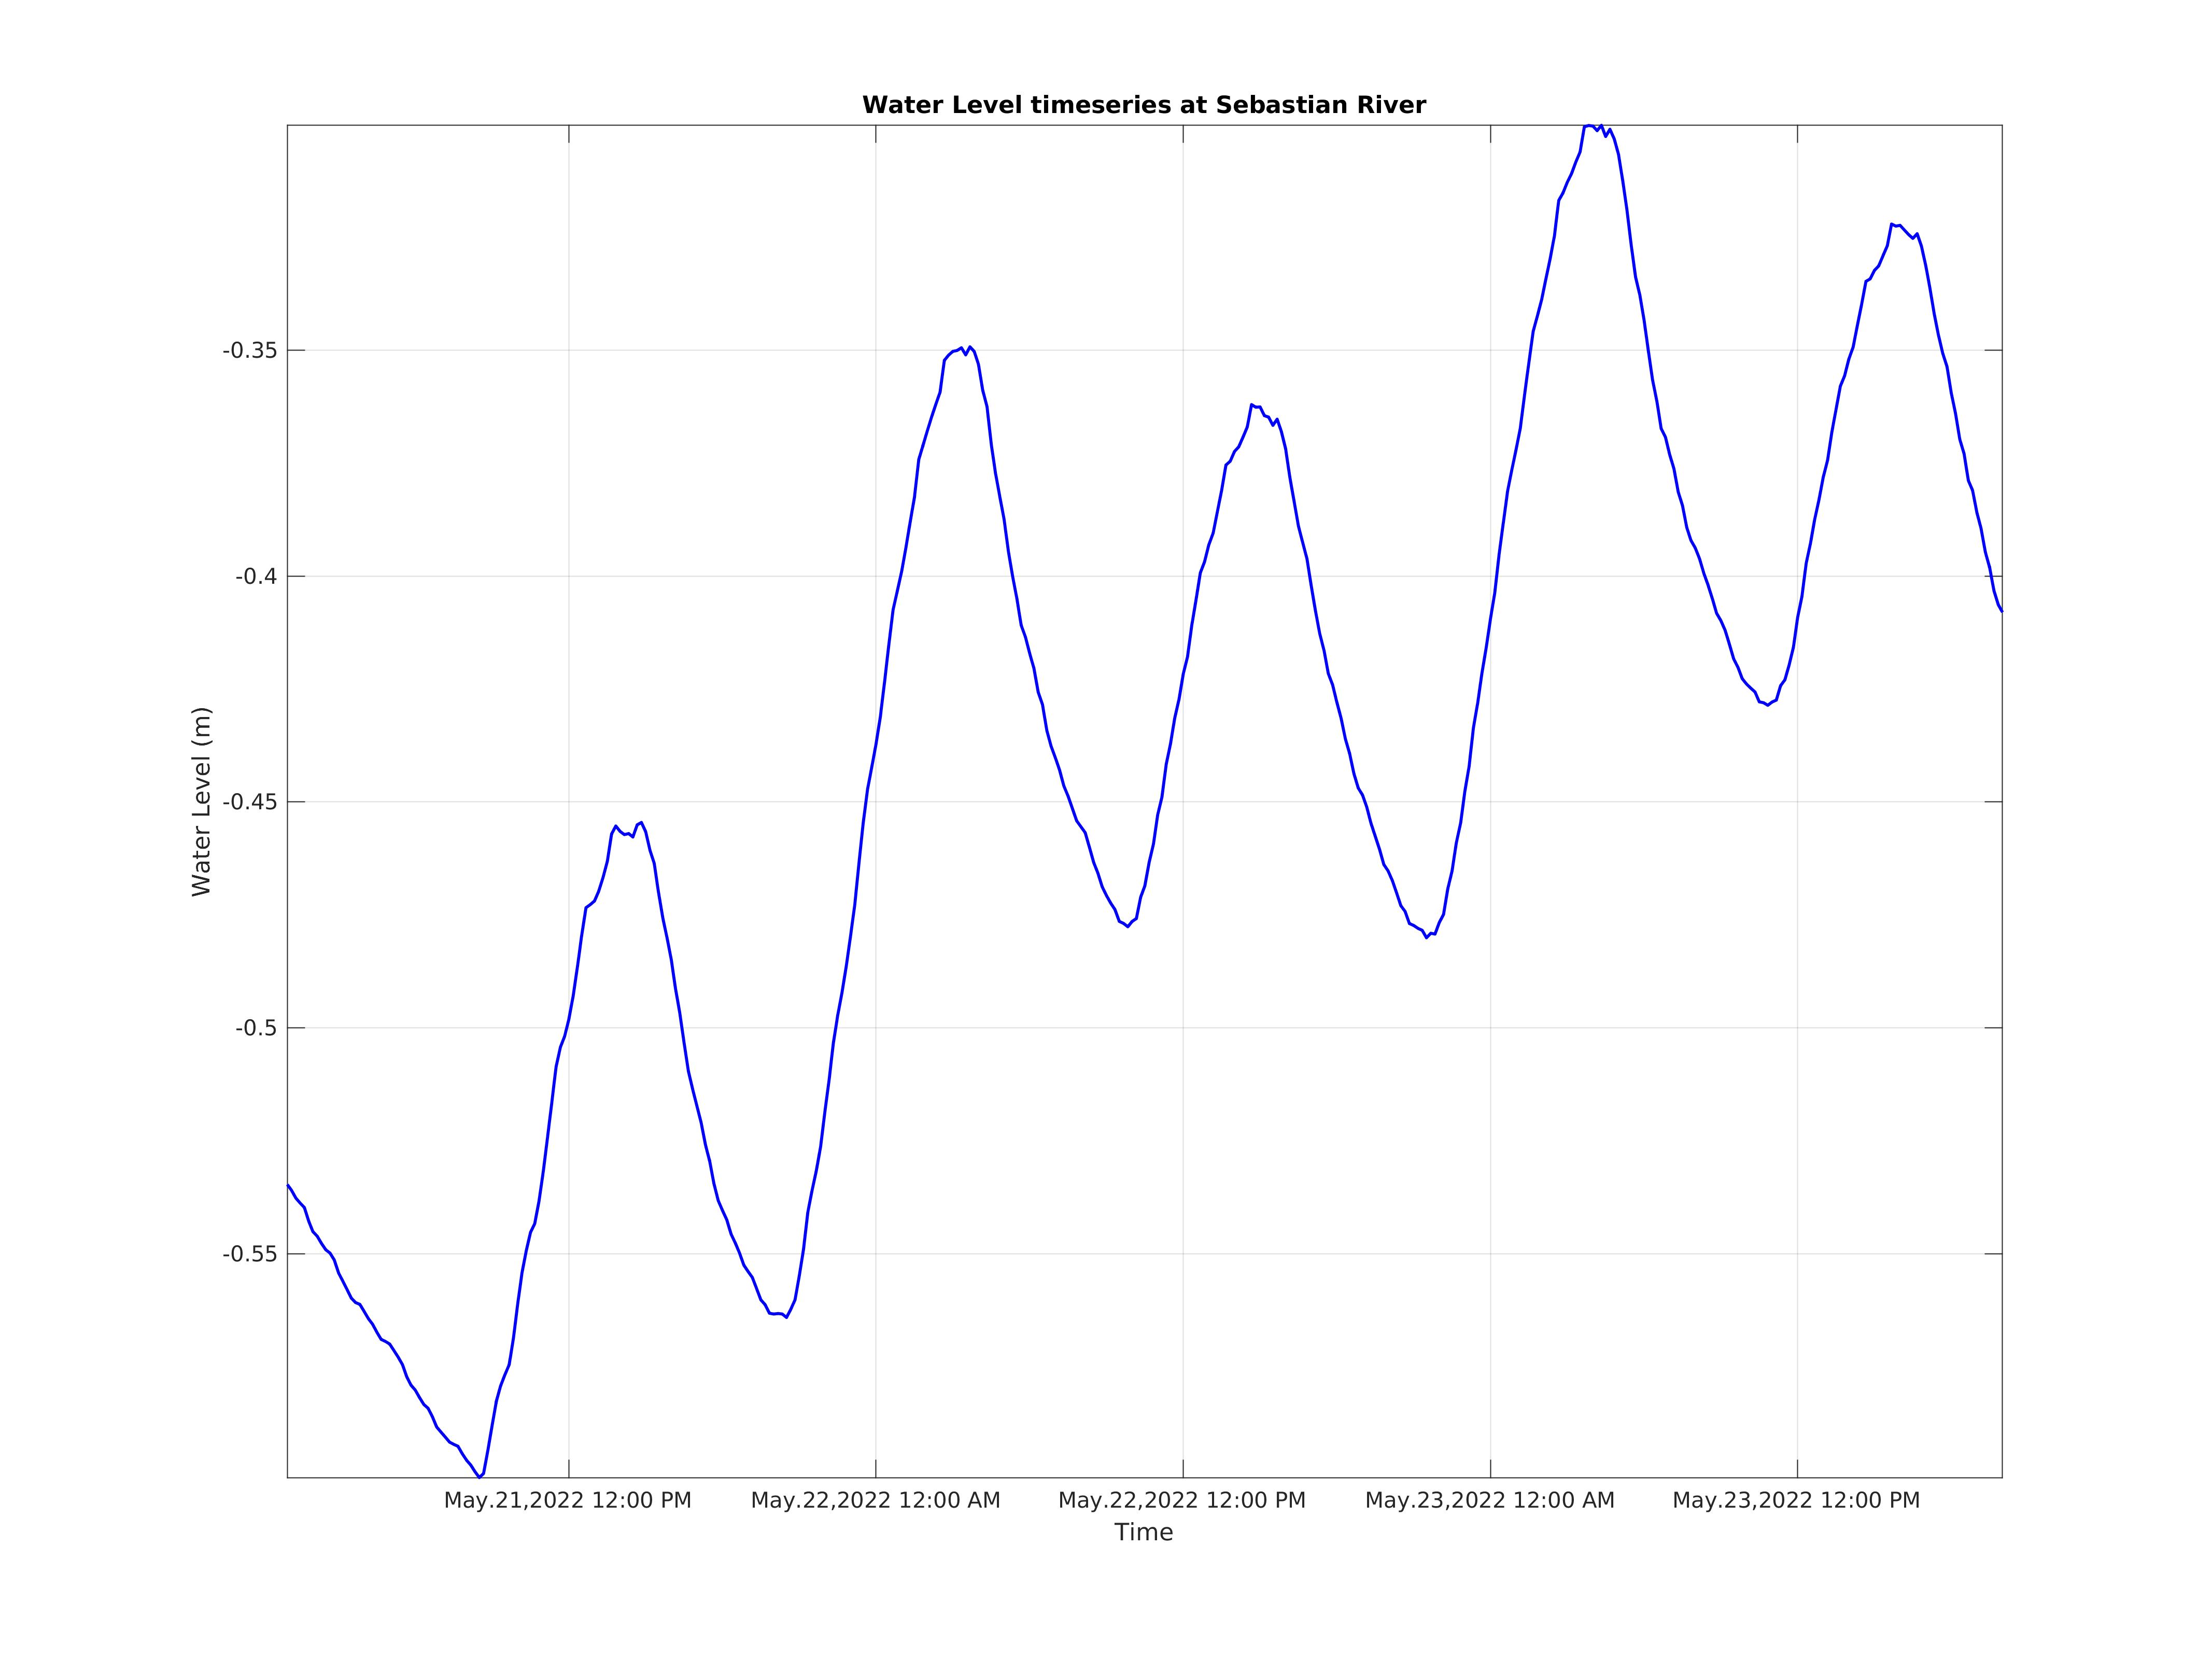 Water Level timeseries at Sebastian River
-0.35
-0.4
-0.45
-0.5
-0.55
Water Level (m)
May.21,2022 12:00 PM
May.22,2022 12:00 AM
May.22,2022 12:00 PM
May.23,2022 12:00 AM
May.23,2022 12:00 PM
Time